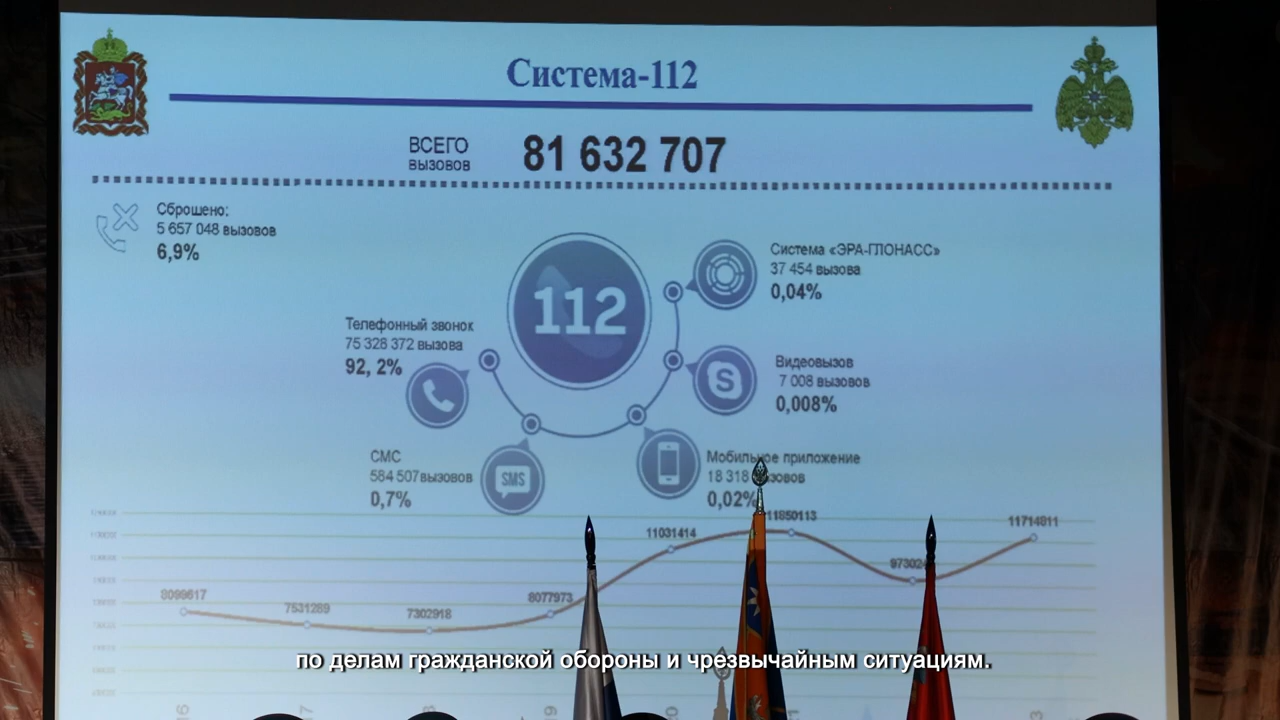 Система-112
ВСЕГО
ВЫЗОВОВ
81 632 707
Сброшено:
5 657 048 вызовов
6,9%
112
Система «ЭРА-ГЛОНАСС»
37 454 вызова
0,04%
Телефонный звонок
75 328 372 вызова
92, 2%
Видеовызов
7 008 вызовов
0,008%
S
СМС
584 507вызовов
0,7%
SMS
Мобильное приложение
18 318
0,02%
8099617
7531289
7302918
8077973
11031414
11850113
11714811
по делам гражданской обороны и чрезвычайным ситуациям.